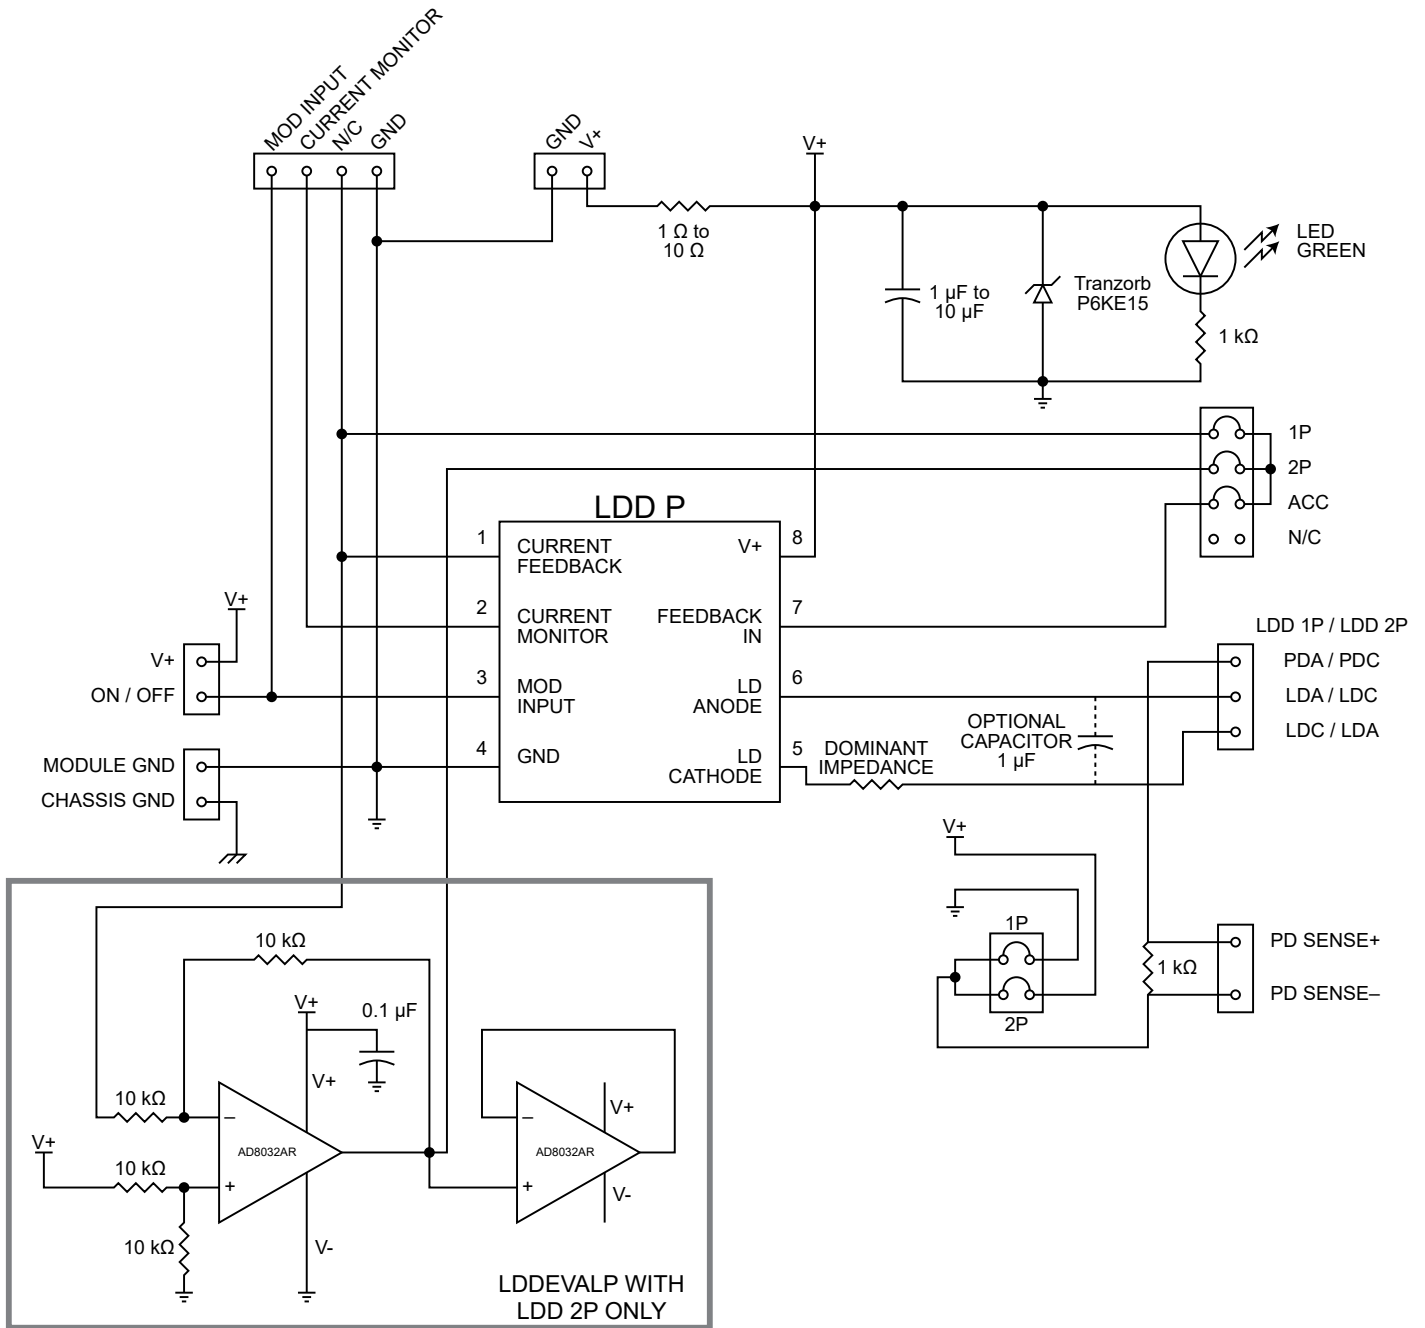 MOD INPUT
CURRENT MONITOR
N/C
GND
GND
V+
V+
1 Ω to
10 Ω
1 µF to
10 µF
Tranzorb
P6KE15
LED
GREEN
1 kΩ
1P
2P
ACC
N/C
LDD P
1
CURRENT
FEEDBACK
2
CURRENT
MONITOR
3
MOD
INPUT
4
GND
8
V+
7
FEEDBACK
IN
6
LD
ANODE
5
LD
CATHODE
V+
V+
ON / OFF
MODULE GND
CHASSIS GND
DOMINANT
IMPEDANCE
OPTIONAL
CAPACITOR
1 µF
LDD 1P / LDD 2P
PDA / PDC
LDA / LDC
LDC / LDA
V+
1P
2P
1 kΩ
PD SENSE+
PD SENSE–
10 kΩ
V+
0.1 µF
V+
10 kΩ
–
AD8032AR
V+
10 kΩ
+
10 kΩ
V-
V+
–
AD8032AR
+
V-
LDDEVALP WITH
LDD 2P ONLY